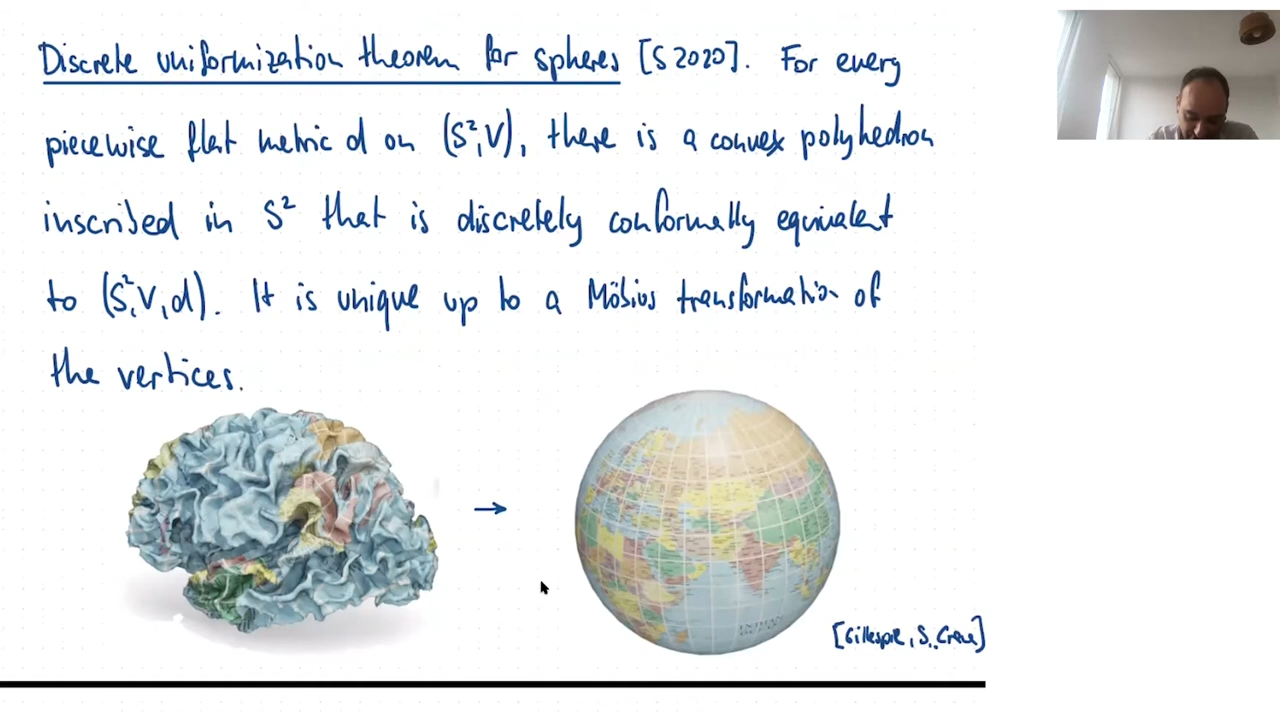 Discrete uniformization theorem for spheres [S 2020]. For every
piecewise flat metric d on (S²,V), there is a convex polyhedron
inscribed in S² that is discretely conformally equivalent
to (S²,V,d). It is unique up to a Möbius transformation of
the vertices.
→
[Gillespie, S., Crane]